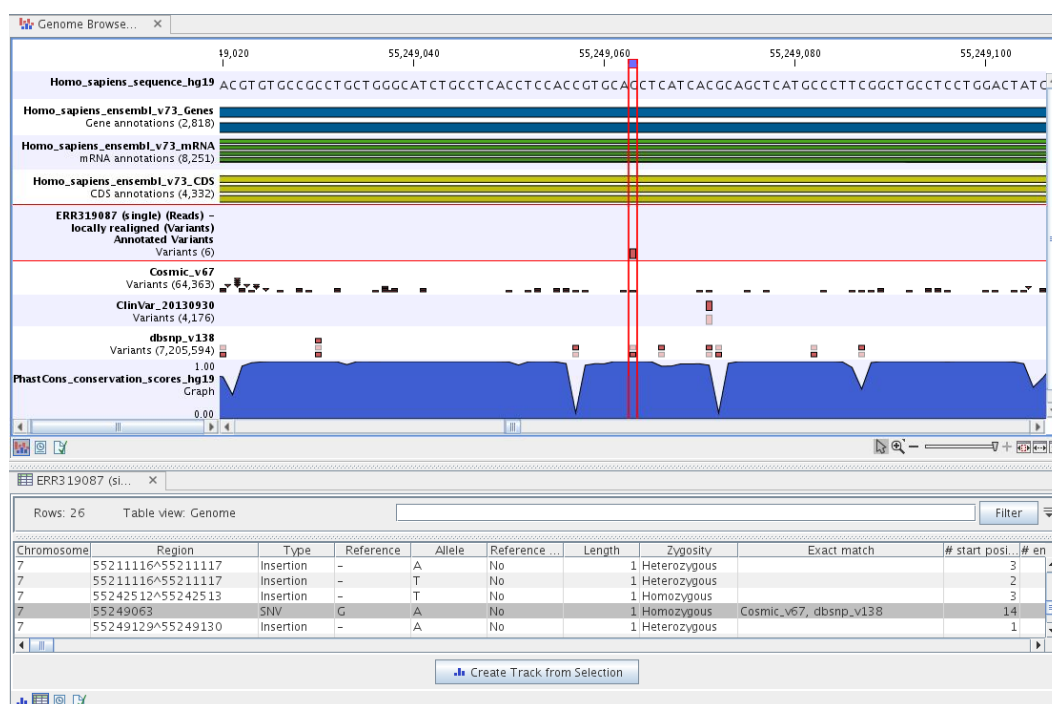 Genome Browse... ×
49,020 55,249,040 55,249,060 55,249,080 55,249,100
Homo_sapiens_sequence_hg19 ACGTGTGCCGCCTGCTGGGCATCTGCCTCACCTCCACCGTGCAGCTCATCACGCAGCTCATGCCCTTCGGCTGCCTCCTGGACTATC
Homo_sapiens_ensembl_v73_Genes
Gene annotations (2,818)
Homo_sapiens_ensembl_v73_mRNA
mRNA annotations (8,251)
Homo_sapiens_ensembl_v73_CDS
CDS annotations (4,332)
ERR319087 (single) (Reads) –
locally realigned (Variants)
Annotated Variants
Variants (6)
Cosmic_v67
Variants (64,363)
ClinVar_20130930
Variants (4,176)
dbsnp_v138
Variants (7,205,594)
1.00
PhastCons_conservation_scores_hg19
Graph
0.00
ERR319087 (si... ×
Rows: 26 Table view: Genome Filter
Chromosome Region Type Reference Allele Reference ... Length Zygosity Exact match # start posi... # en
7 55211116^55211117 Insertion – A No 1 Heterozygous 3
7 55211116^55211117 Insertion – T No 1 Heterozygous 2
7 55242512^55242513 Insertion – T No 1 Homozygous 3
7 55249063 SNV G A No 1 Homozygous Cosmic_v67, dbsnp_v138 14
7 55249129^55249130 Insertion – A No 1 Heterozygous 1
Create Track from Selection